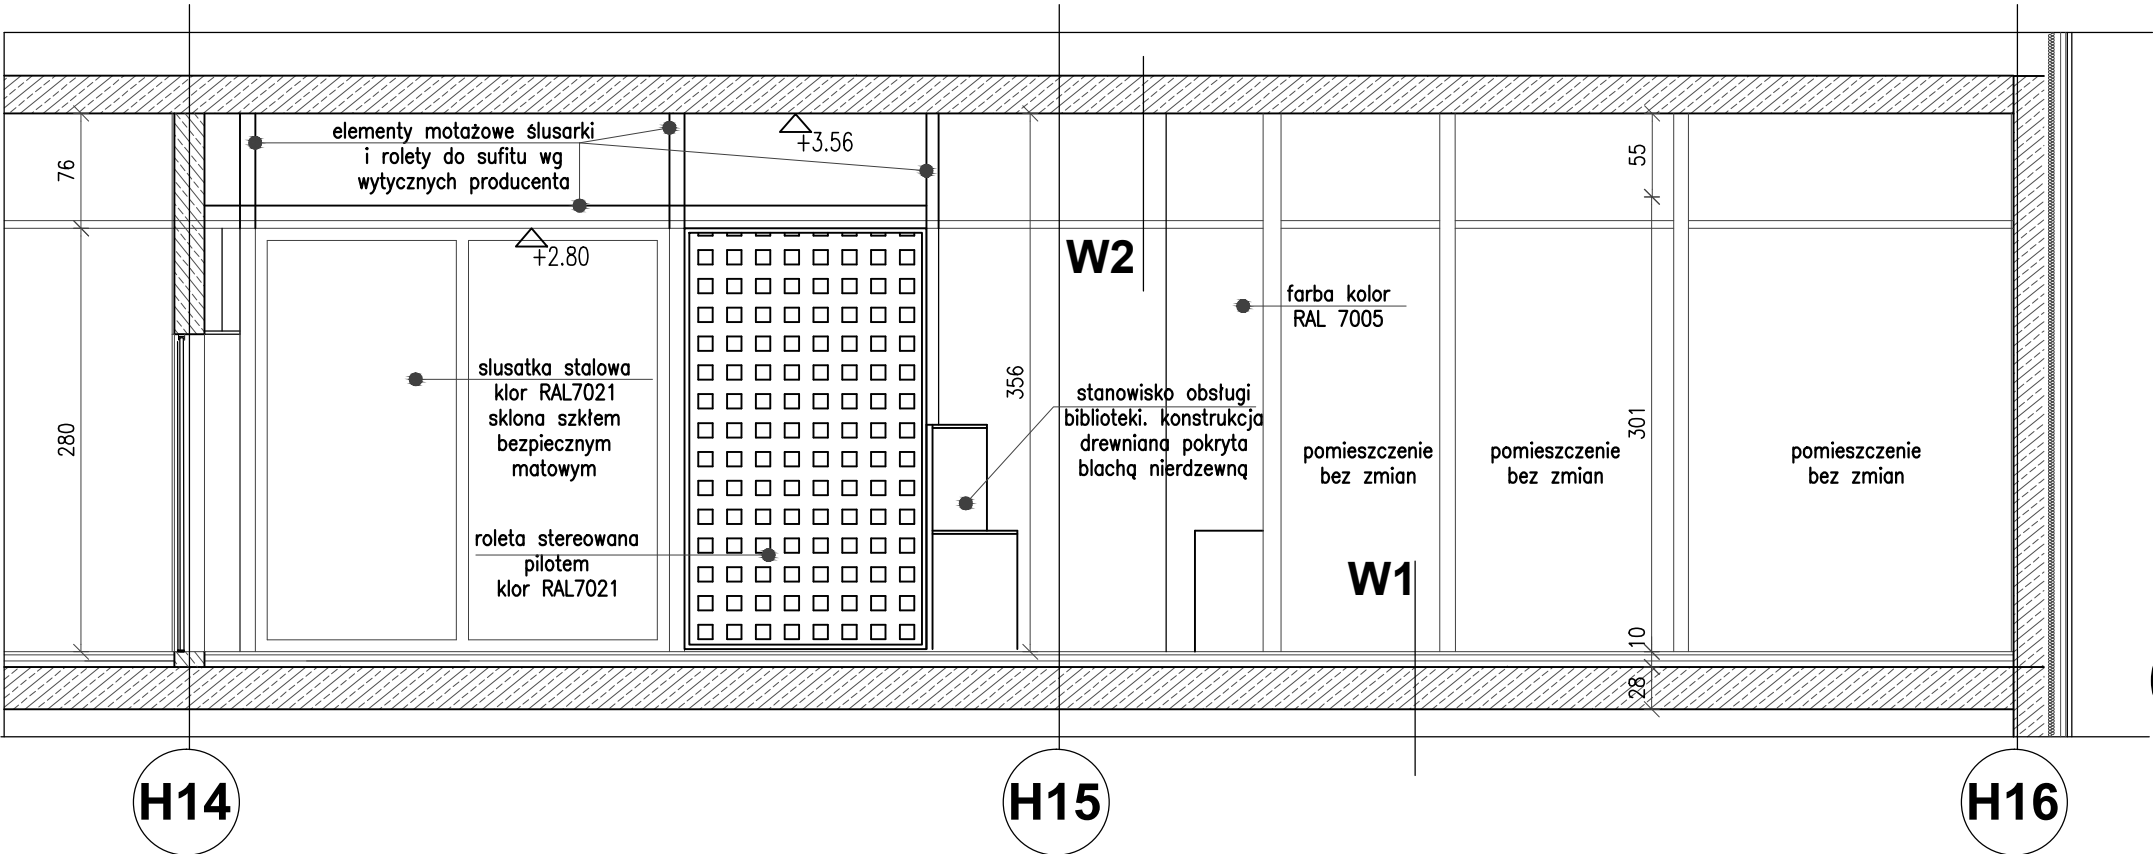 elementy motażowe ślusarki
i rolety do sufitu wg
wytycznych producenta
+3.56
76
55
+2.80
W2
farba kolor
RAL 7005
slusatka stalowa
klor RAL7021
sklona szkłem
bezpiecznym
matowym
356
stanowisko obsługi
biblioteki. konstrukcja
drewniana pokryta
blachą nierdzewną
280
301
pomieszczenie
bez zmian
pomieszczenie
bez zmian
pomieszczenie
bez zmian
roleta stereowana
pilotem
klor RAL7021
W1
10
28
H14
H15
H16